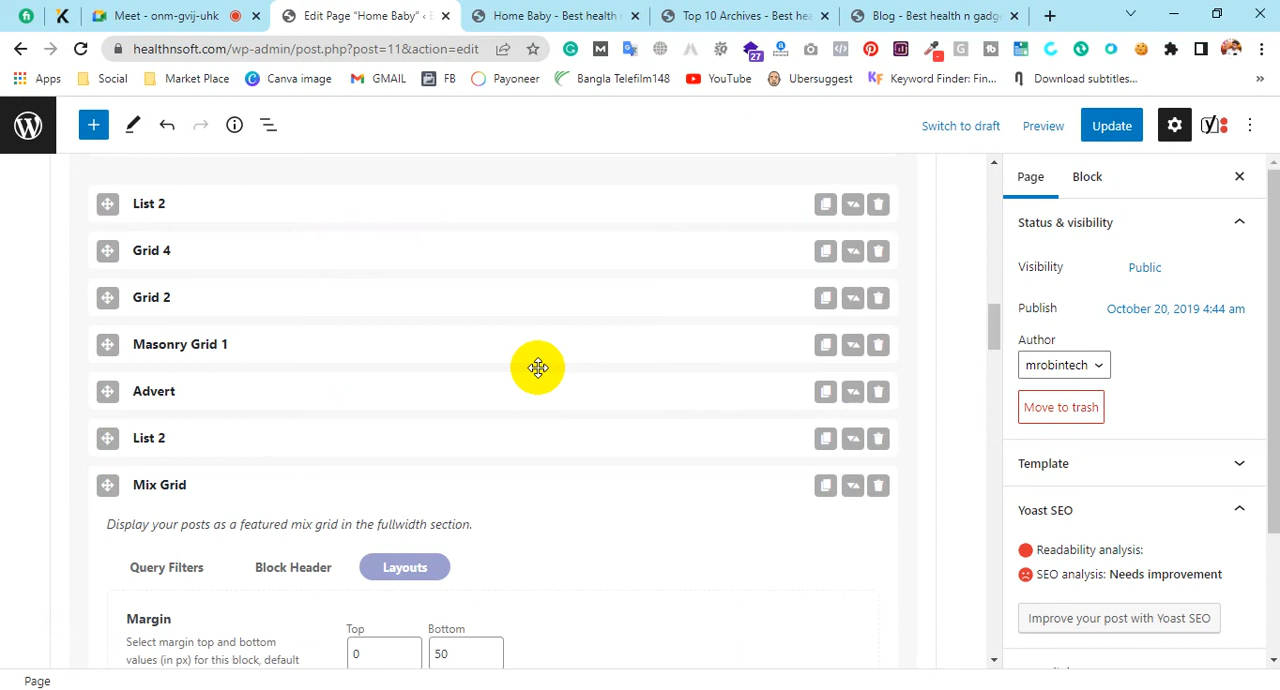 Meet - onm-gvij-uhk
Edit Page “Home Baby” ‹ E
Home Baby - Best health n
Top 10 Archives - Best hea
Blog - Best health n gadge
healthnsoft.com/wp-admin/post.php?post=11&action=edit
27
Apps
Social
Market Place
Canva image
GMAIL
FB
Payoneer
Bangla Telefilm148
YouTube
Ubersuggest
Keyword Finder: Fin...
Download subtitles...
»
Switch to draft
Preview
Update
List 2
Grid 4
Grid 2
Masonry Grid 1
Advert
List 2
Mix Grid
Display your posts as a featured mix grid in the fullwidth section.
Query Filters
Block Header
Layouts
Margin
Select margin top and bottom
values (in px) for this block, default
Top
Bottom
0
50
Page
Block
Status & visibility
Visibility
Public
Publish
October 20, 2019 4:44 am
Author
mrobintech
Move to trash
Template
Yoast SEO
Readability analysis:
SEO analysis: Needs improvement
Improve your post with Yoast SEO
Page